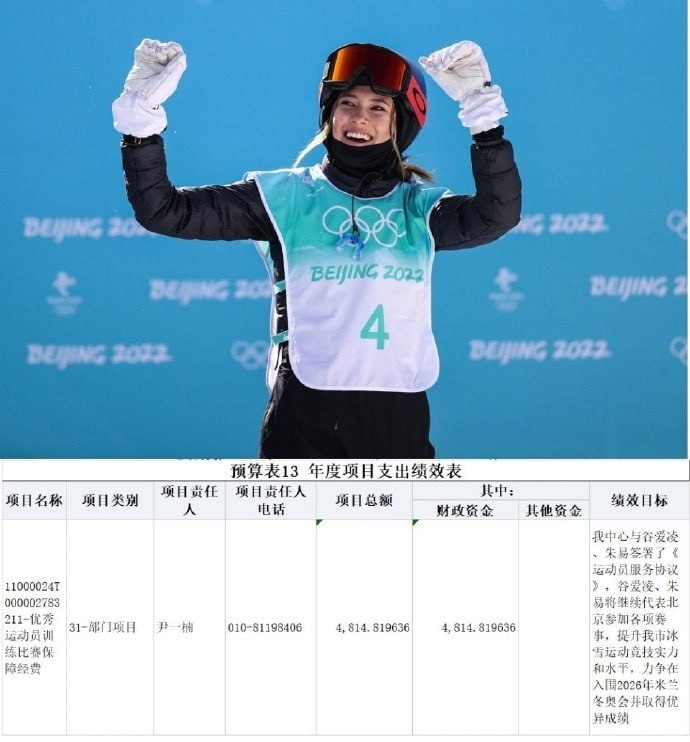 BEIJING 2022
BEIJING 2022
BEIJING 2022
BEIJING 2022
BEIJING 2022
4
BEIJING 2022
BEIJING 2022
预算表13 年度项目支出绩效表
项目名称
项目类别
项目责任
人
项目责任人
电话
项目总额
其中:
财政资金
其他资金
绩效目标
11000024T
000002783
211-优秀
运动员训
练比赛保
障经费
31-部门项目
尹一楠
010-81198406
4,814.819636
4,814.819636
我中心与谷爱凌
、朱易签署了《
运动员服务协议
》，谷爱凌、朱
易将继续代表北
京参加各项赛
事，提升我市冰
雪运动竞技实力
和水平，力争在
入围2026年米兰
冬奥会并取得优
异成绩